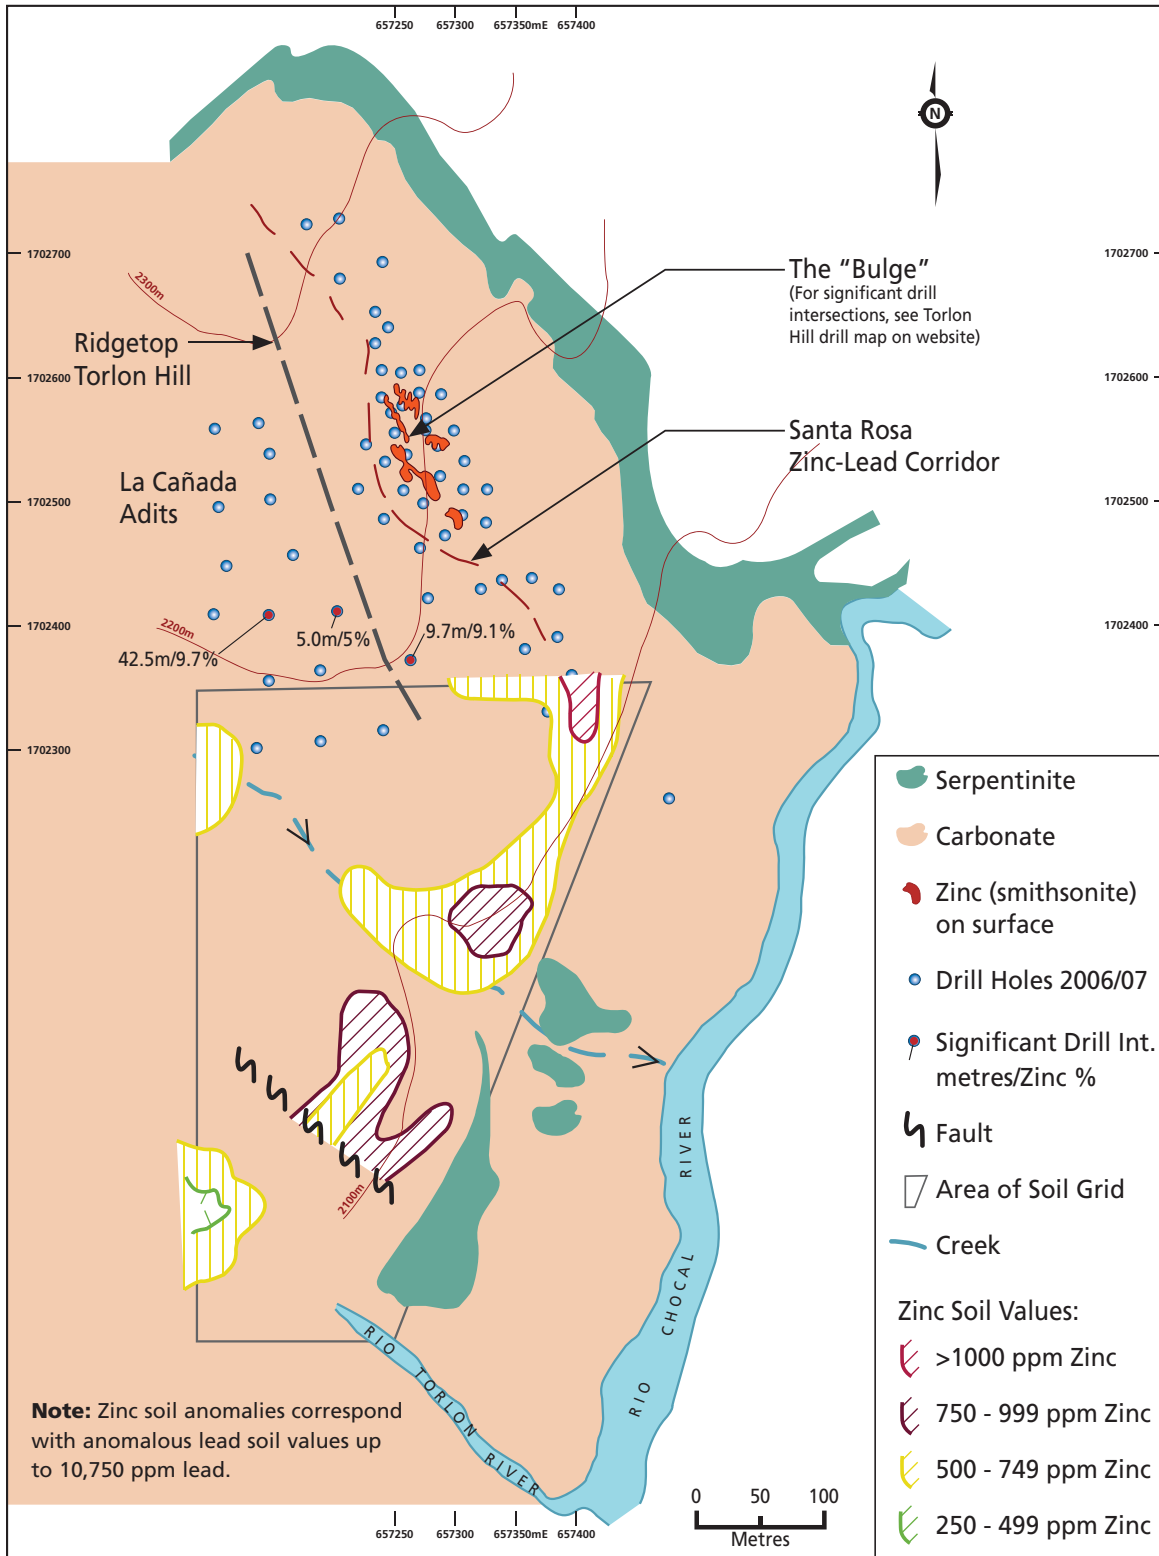 657250 657300 657350mE 657400
N
1702700 1702700
The "Bulge"
(For significant drill
intersections, see Torlon
Hill drill map on website)
2300m
Ridgetop
Torlon Hill
1702600 1702600
Santa Rosa
Zinc-Lead Corridor
La Cañada
Adits
1702500 1702500
1702400 1702400
2200m
5.0m/5%
9.7m/9.1%
42.5m/9.7%
1702300
Serpentinite
Carbonate
Zinc (smithsonite)
on surface
Drill Holes 2006/07
Significant Drill Int.
metres/Zinc %
Fault
Area of Soil Grid
Creek
Zinc Soil Values:
>1000 ppm Zinc
750 - 999 ppm Zinc
500 - 749 ppm Zinc
250 - 499 ppm Zinc
2100m
RIO CHOCAL RIVER
RIO TORLON RIVER
Note: Zinc soil anomalies correspond
with anomalous lead soil values up
to 10,750 ppm lead.
0 50 100
Metres
657250 657300 657350mE 657400